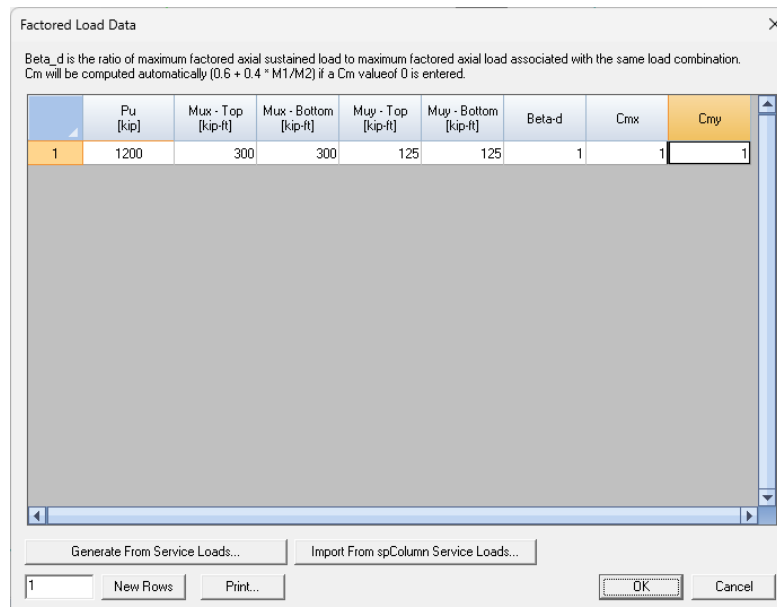 Factored Load Data
Beta_d is the ratio of maximum factored axial sustained load to maximum factored axial load associated with the same load combination.
Cm will be computed automatically (0.6 + 0.4 * M1/M2) if a Cm valueof 0 is entered.
Pu [kip] Mux - Top [kip-ft] Mux - Bottom [kip-ft] Muy - Top [kip-ft] Muy - Bottom [kip-ft] Beta-d Cmx Cmy
1 1200 300 300 125 125 1 1 1
Generate From Service Loads... Import From spColumn Service Loads...
1 New Rows Print... OK Cancel